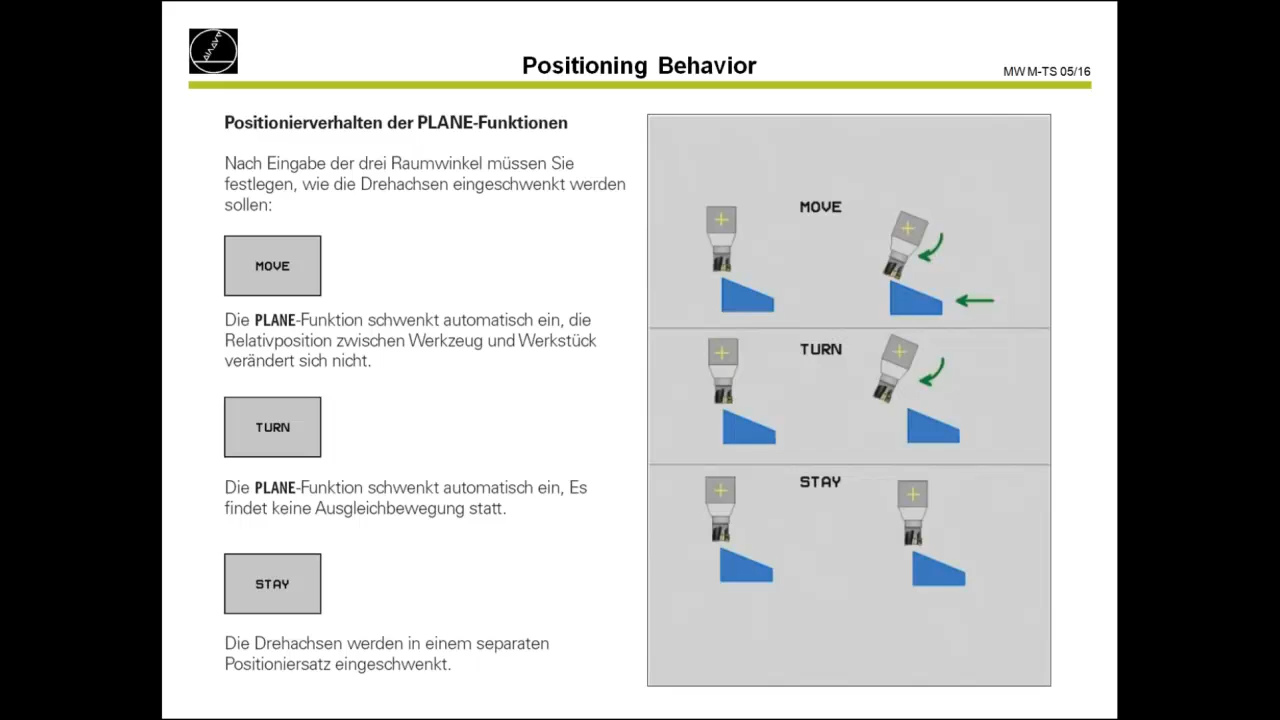 Positioning Behavior
MW M-TS 05/16
Positionierverhalten der PLANE-Funktionen
Nach Eingabe der drei Raumwinkel müssen Sie
festlegen, wie die Drehachsen eingeschwenkt werden
sollen:
MOVE
Die PLANE-Funktion schwenkt automatisch ein, die
Relativposition zwischen Werkzeug und Werkstück
verändert sich nicht.
TURN
Die PLANE-Funktion schwenkt automatisch ein, Es
findet keine Ausgleichbewegung statt.
STAY
Die Drehachsen werden in einem separaten
Positioniersatz eingeschwenkt.
MOVE
TURN
STAY